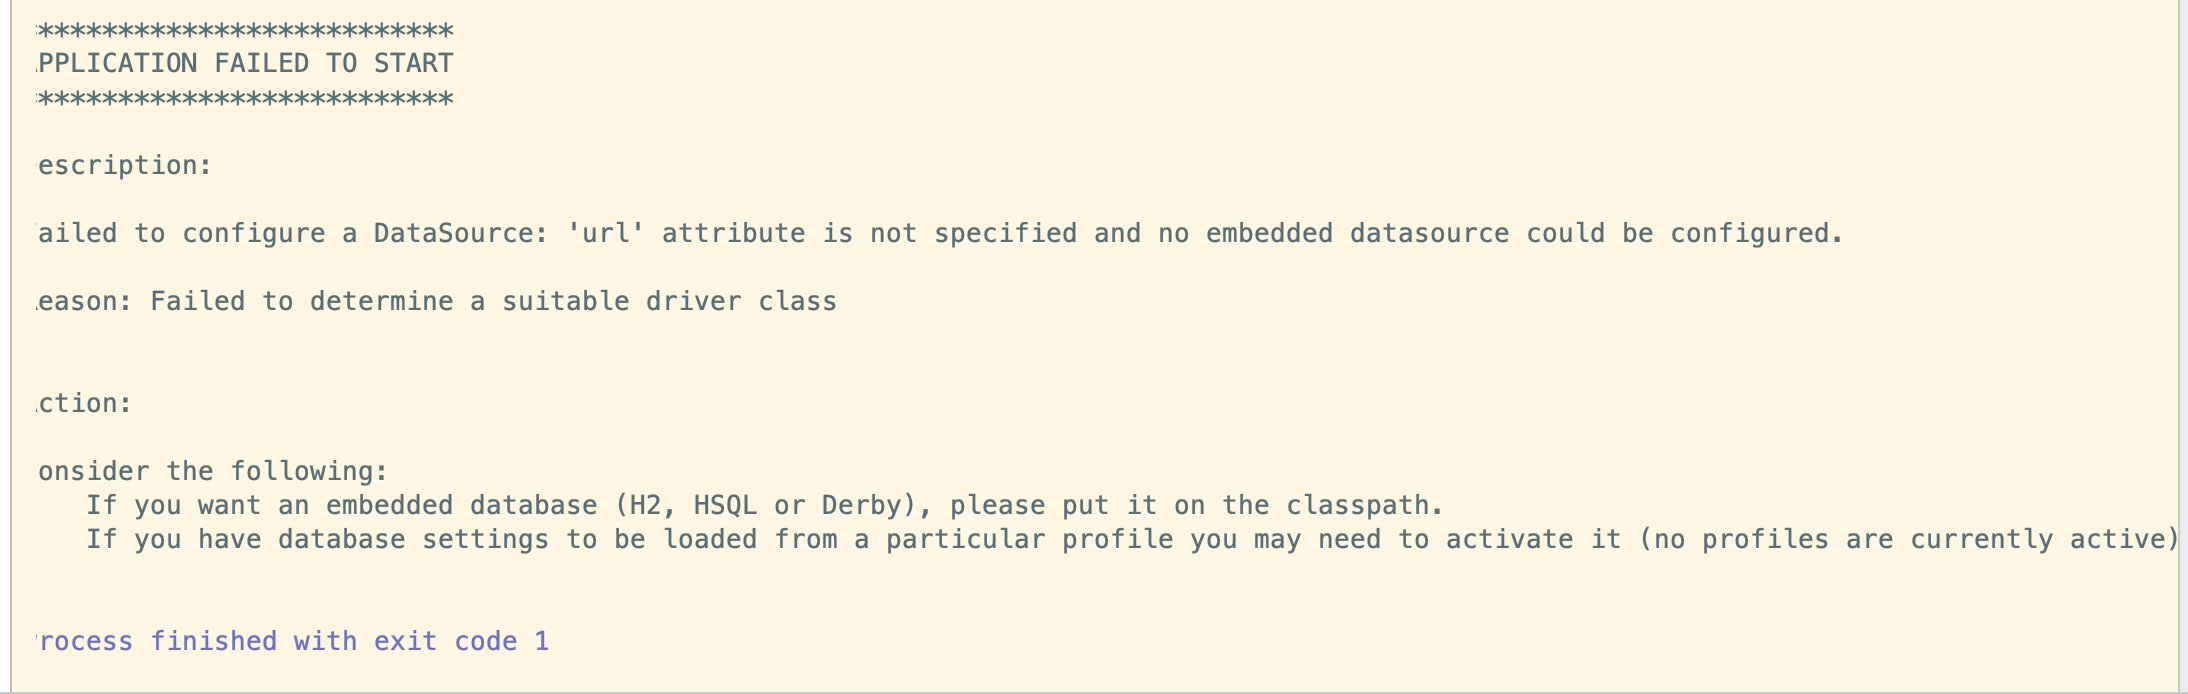 **************************
PPLICATION FAILED TO START
**************************
escription:
ailed to configure a DataSource: 'url' attribute is not specified and no embedded datasource could be configured.
eason: Failed to determine a suitable driver class
ction:
onsider the following:
If you want an embedded database (H2, HSQL or Derby), please put it on the classpath.
If you have database settings to be loaded from a particular profile you may need to activate it (no profiles are currently active)
rocess finished with exit code 1